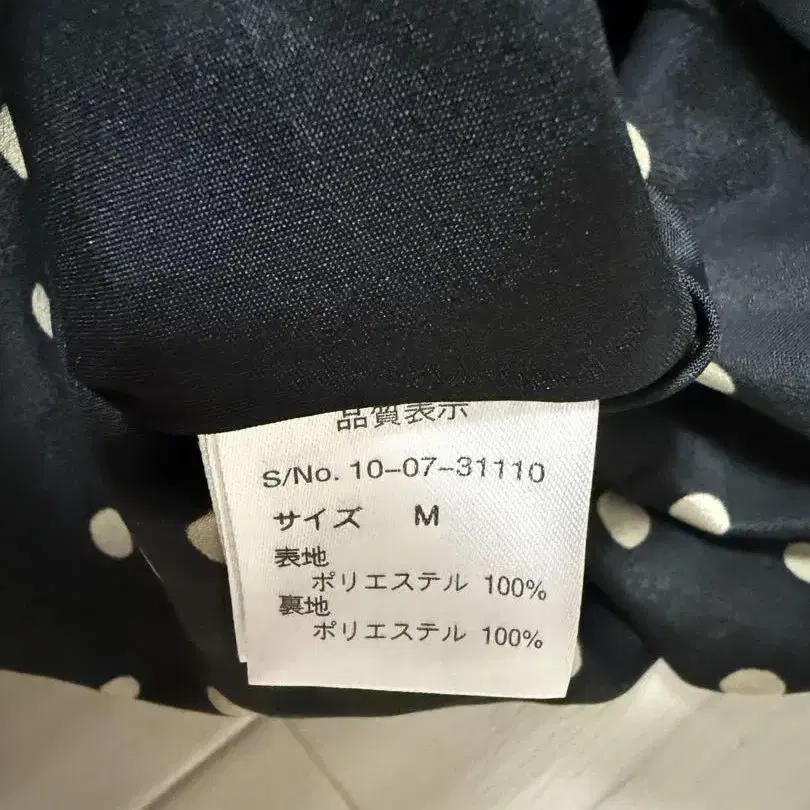 品質表示
S/No. 10-07-31110
サイズ M
表地
ポリエステル 100%
裏地
ポリエステル 100%